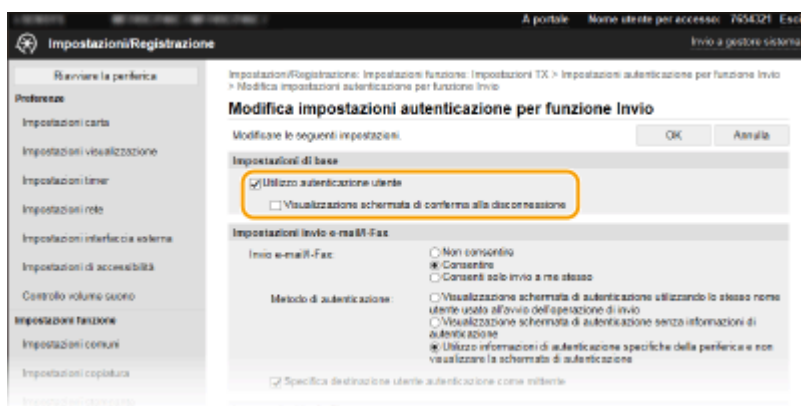 A portale Nome utente per accesso: 7654321 Esci
Impostazioni/Registrazione
Invio a gestore sistema
Riavviare la periferica
Impostazioni/Registrazione: Impostazioni funzione: Impostazioni TX > Impostazioni autenticazione per funzione Invio
> Modifica impostazioni autenticazione per funzione Invio
Preferenze
Modifica impostazioni autenticazione per funzione Invio
Impostazioni carta
Modificare le seguenti impostazioni.
OK
Annulla
Impostazioni visualizzazione
Impostazioni di base
Impostazioni timer
Utilizzo autenticazione utente
Visualizzazione schermata di conferma alla disconnessione
Impostazioni rete
Impostazioni interfaccia esterna
Impostazioni Invio e-mail/I-Fax
Invio e-mail/I-Fax:
Non consentire
Consentire
Consenti solo invio a me stesso
Impostazioni di accessibilità
Controllo volume suono
Metodo di autenticazione:
Visualizzazione schermata di autenticazione utilizzando lo stesso nome
utente usato all'avvio dell'operazione di invio
Visualizzazione schermata di autenticazione senza informazioni di
autenticazione
Utilizzo informazioni di autenticazione specifiche della periferica e non
visualizzare la schermata di autenticazione
Impostazioni funzione
Impostazioni comuni
Impostazioni copiatura
Specifica destinazione utente autenticazione come mittente